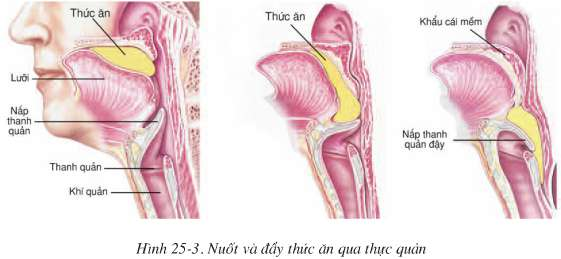 Thức ăn
Lưỡi
Nắp
thanh
quản
Thanh quản
Khí quản
Thức ăn
Khẩu cái mềm
Nắp thanh
quản đậy
Hình 25-3. Nuốt và đẩy thức ăn qua thực quản